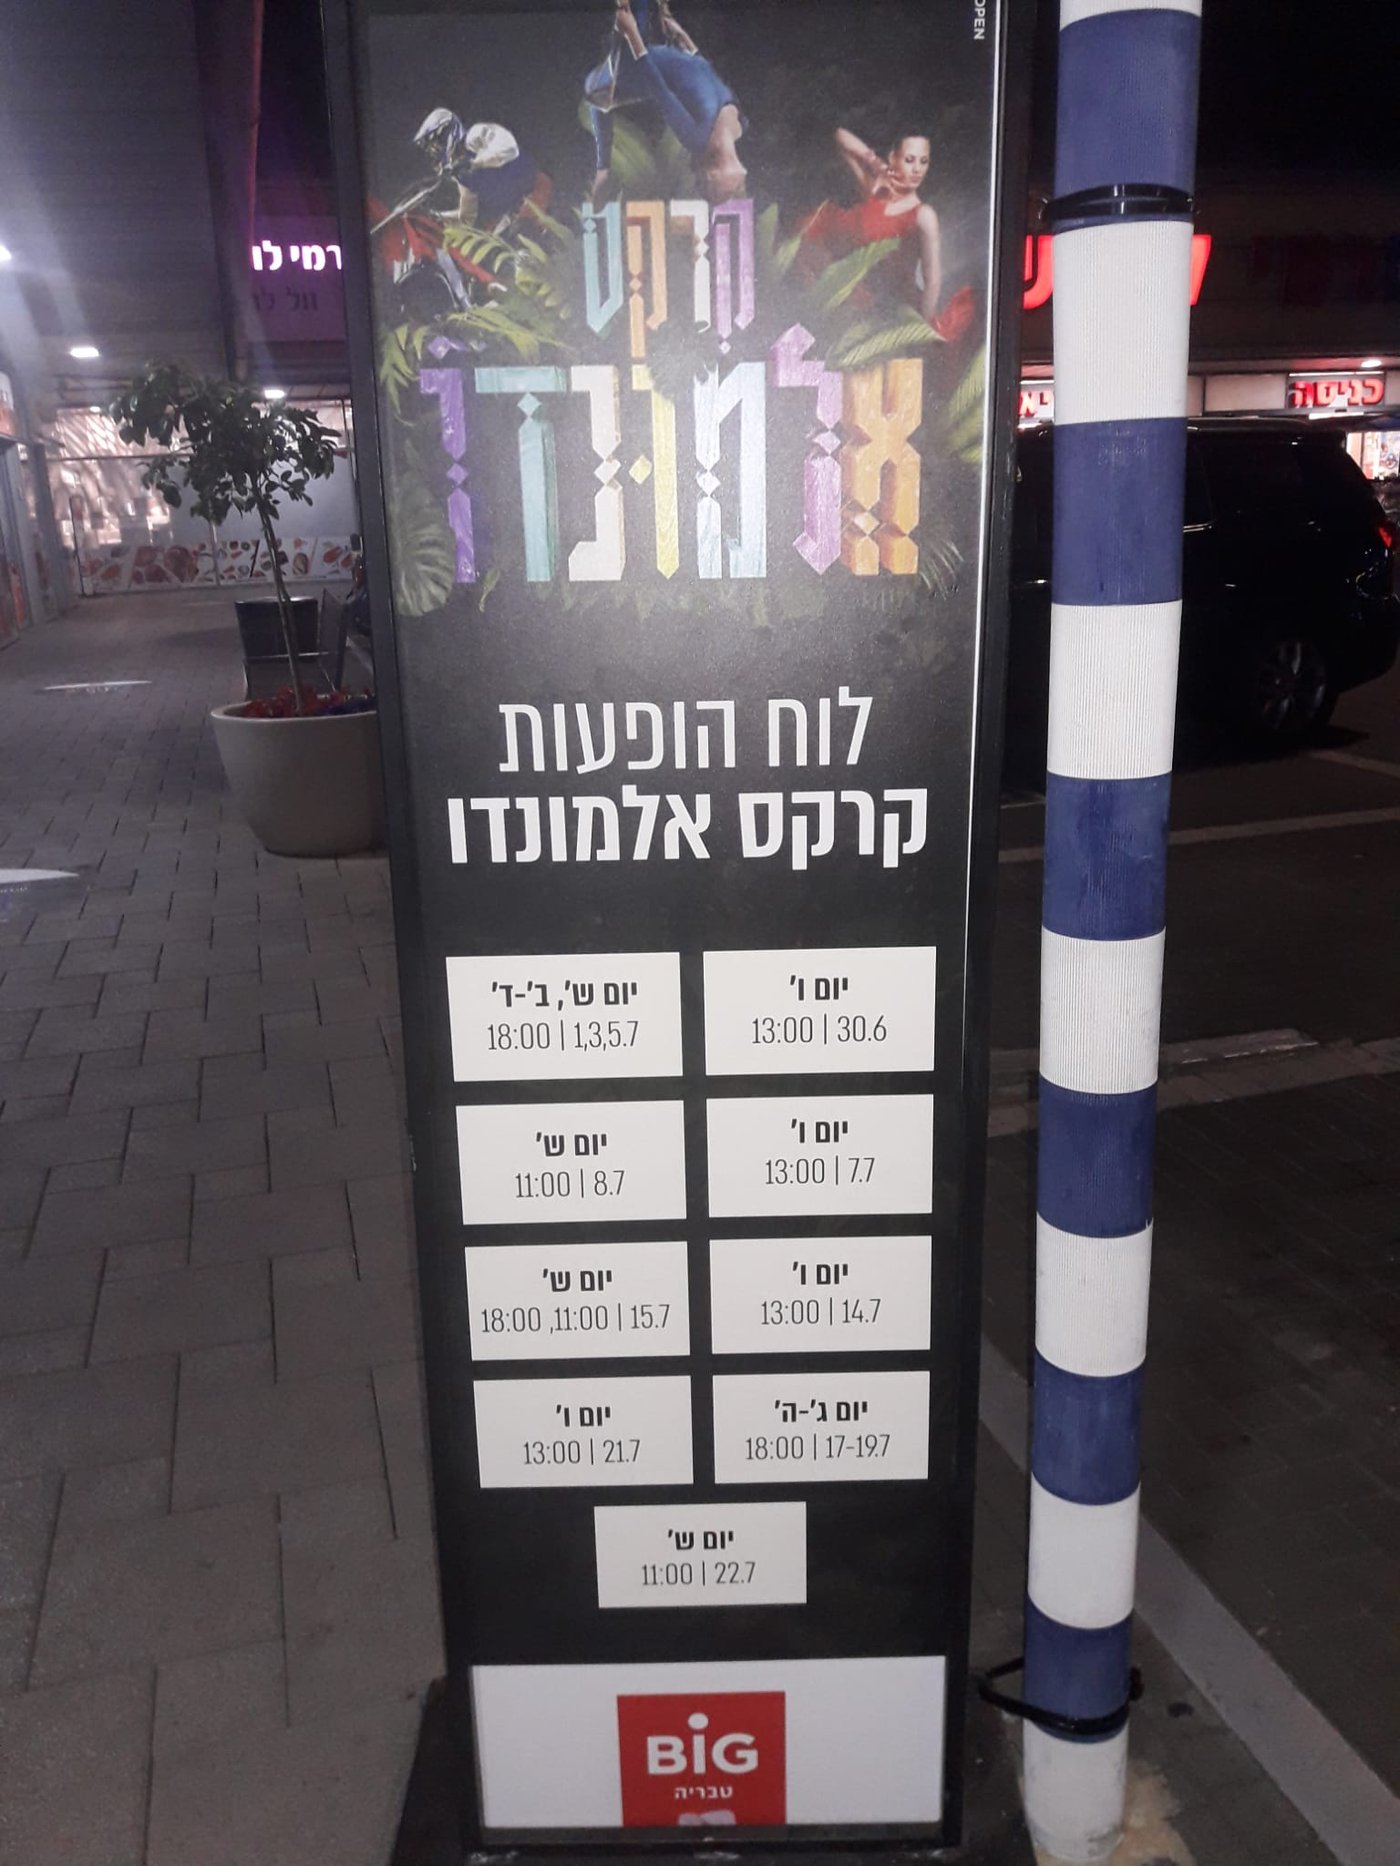 OPEN
קרקס
אלמונדו
רמי לו
כניסה
לוח הופעות
קרקס אלמונדו
יום ו'
30.6 | 13:00
יום ש', ב'-ד'
1,3,5.7 | 18:00
יום ו'
7.7 | 13:00
יום ש'
8.7 | 11:00
יום ו'
14.7 | 13:00
יום ש'
15.7 | 11:00, 18:00
יום ג'-ה'
17-19.7 | 18:00
יום ו'
21.7 | 13:00
יום ש'
22.7 | 11:00
BIG
טבריה